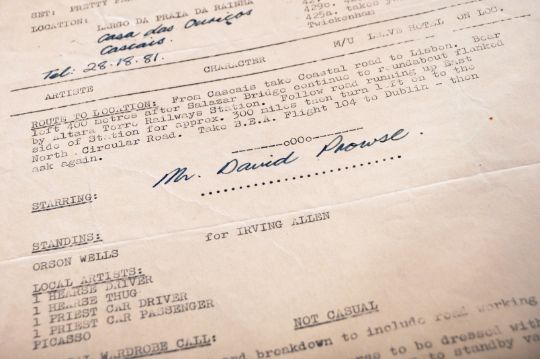 SET: PRETTY
LOCATION: LARGO DA PRAIA DA RAINHA
Casa das Ouriços
Cascais
Tel: 28.18.81.
425a. takes
Twickenham
ARTISTE CHARACTER M/U LEAVE HOTEL ON LOC.
ROUTE TO LOCATION: From Cascais take Coastal road to Lisbon. Bear
left 400 metres after Salazar Bridge continue to roundabout flanked
by Altara Torre Railways Station. Follow road running up East
side of Station for approx. 300 miles then turn left on to the
North Circular Road. Take B.E.A. Flight 104 to Dublin - then
ask again.
--------o0Oo--------
Mr. David Prowse.
STARRING:
STANDINS: for IRVING ALLEN
ORSON WELLS
LOCAL ARTISTS:
1 HEARSE DRIVER
1 HEARSE THUG
1 PRIEST CAR DRIVER
1 PRIEST CAR PASSENGER
PICASSO
NOT CASUAL
WARDROBE CALL:
breakdown to include road working
to be dressed with
to standby